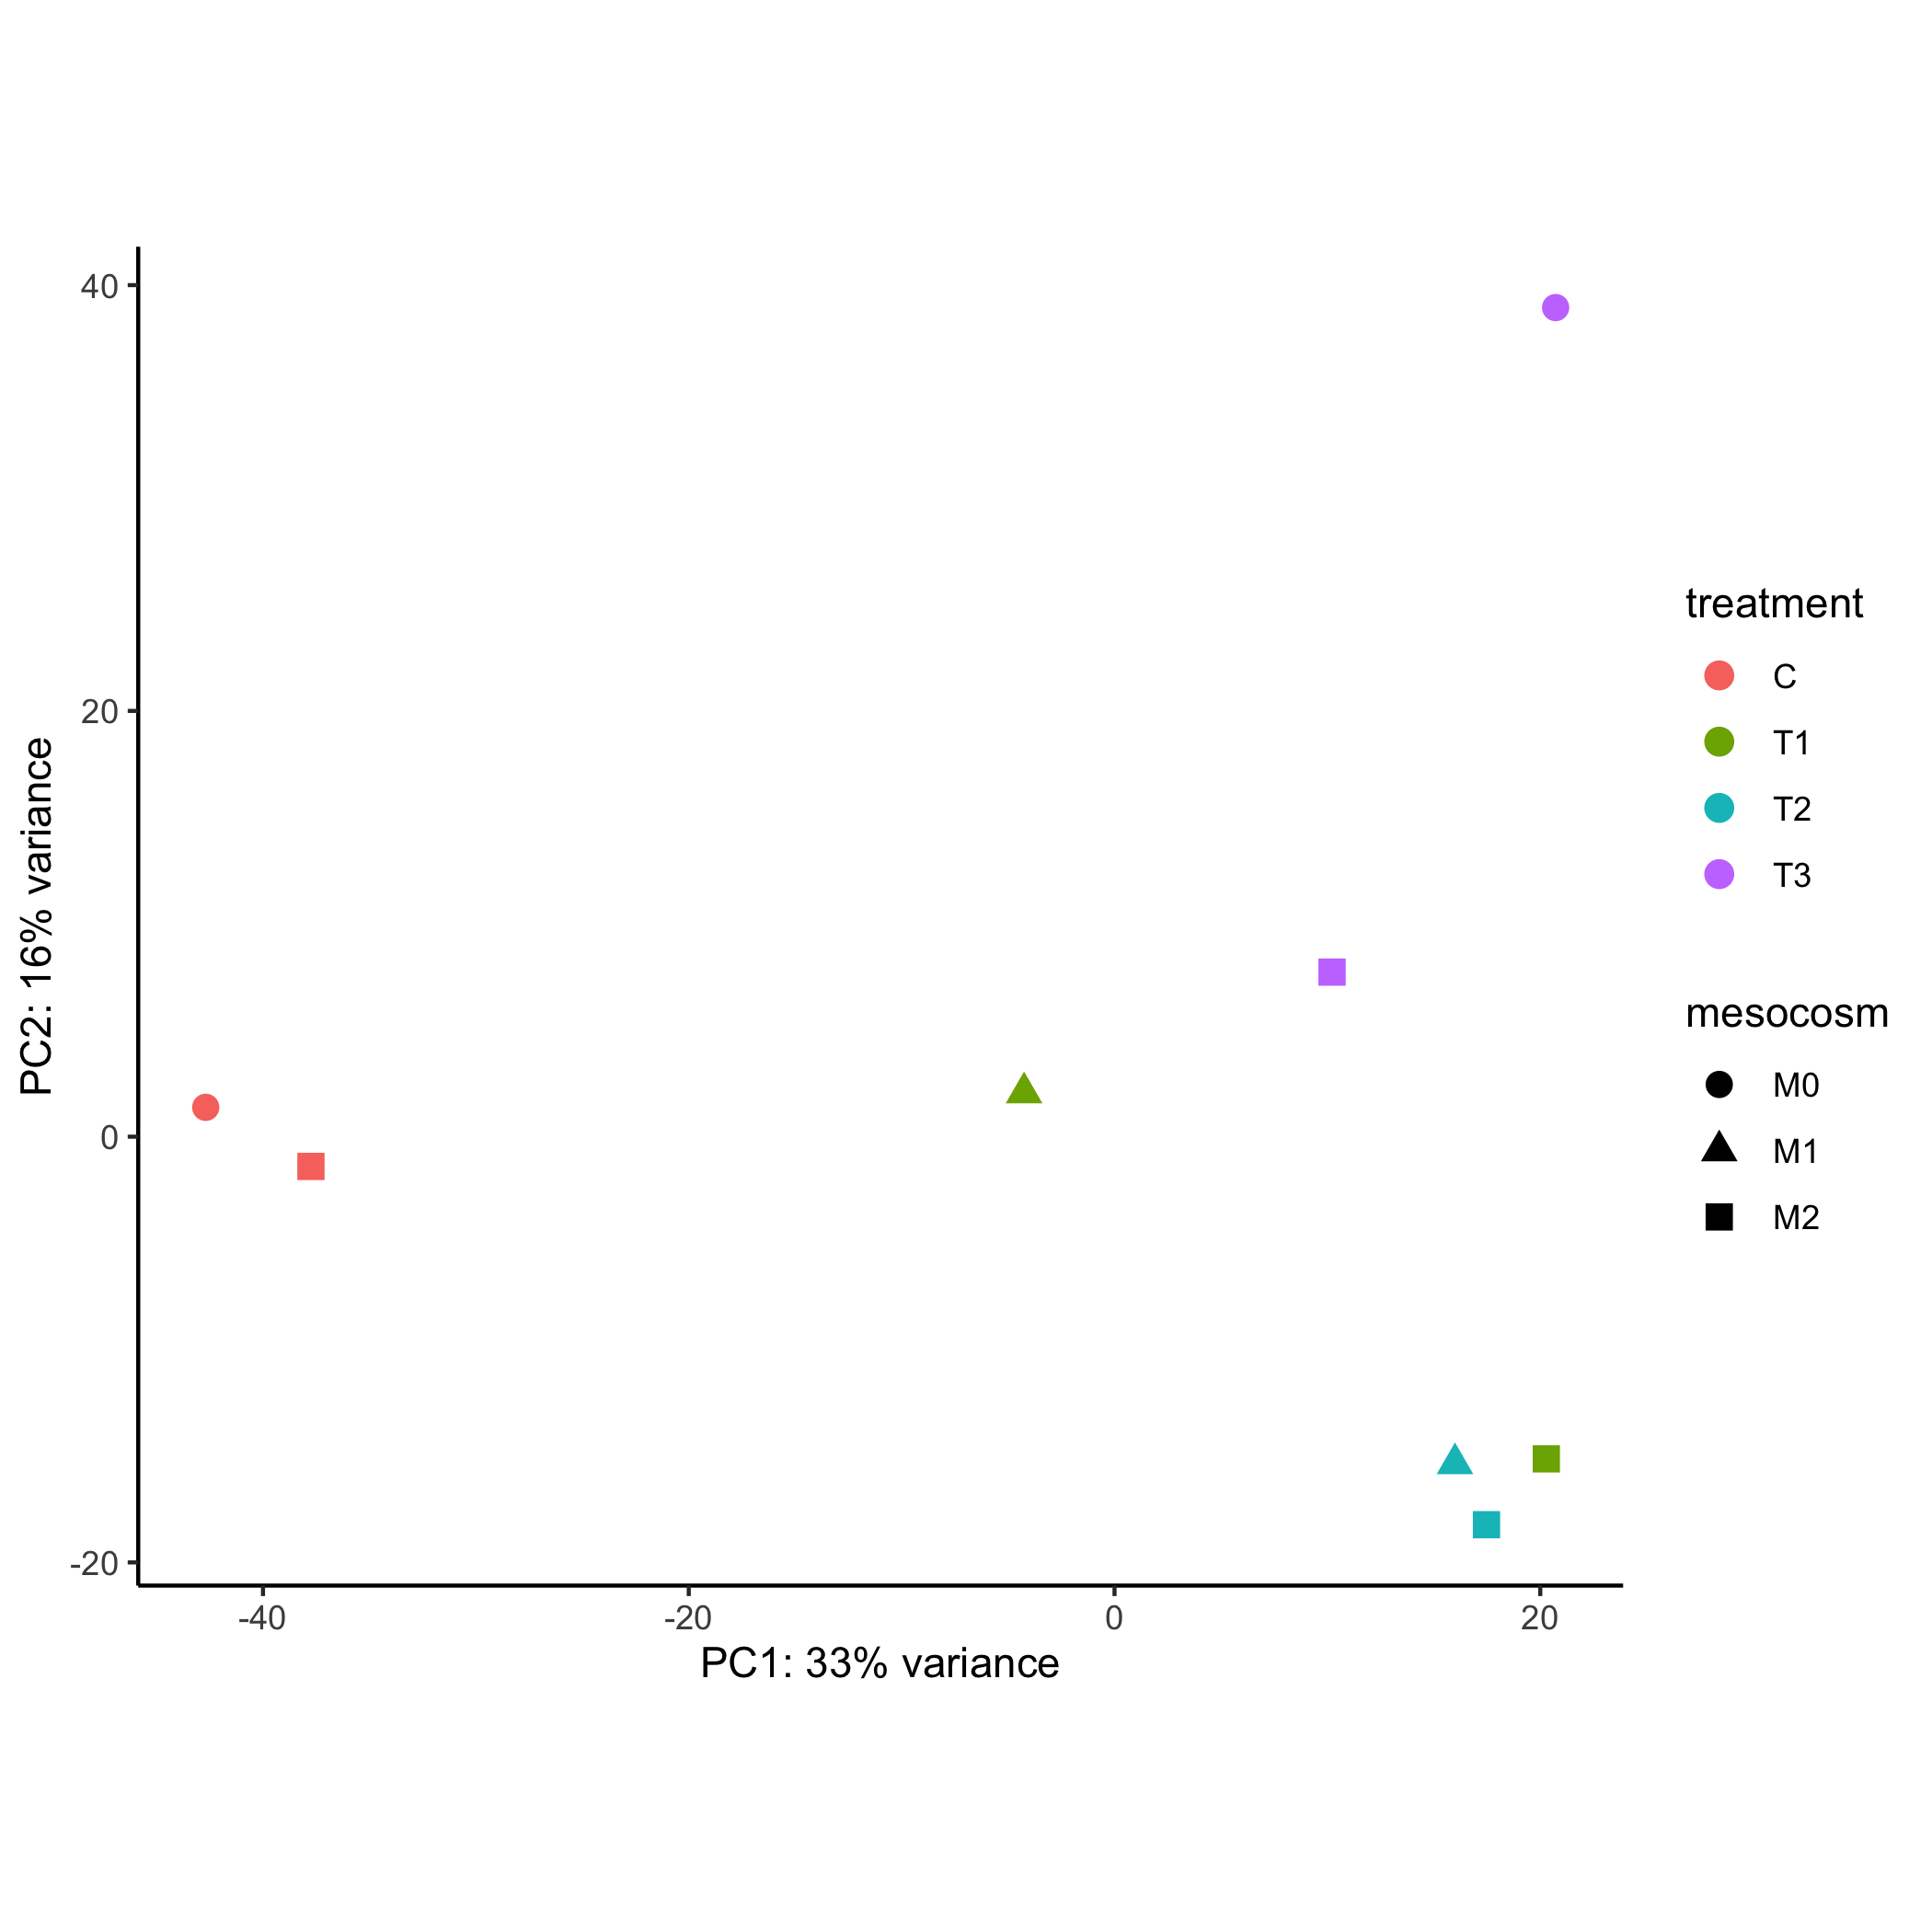 40
20
0
-20
PC2: 16% variance
-40
-20
0
20
PC1: 33% variance
treatment
C
T1
T2
T3
mesocosm
M0
M1
M2